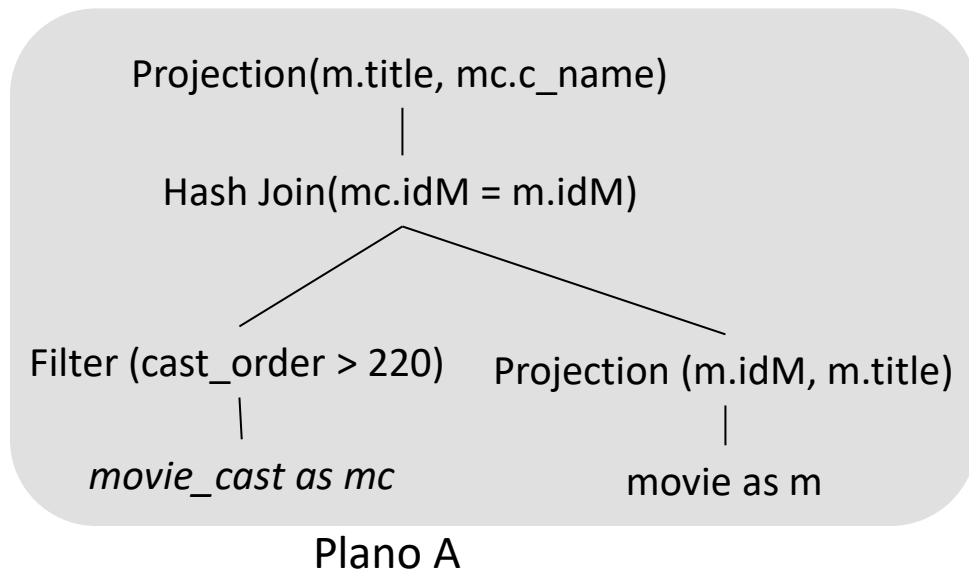 Projection(m.title, mc.c_name)
Hash Join(mc.idM = m.idM)
Filter (cast_order > 220)
Projection (m.idM, m.title)
movie_cast as mc
movie as m
Plano A